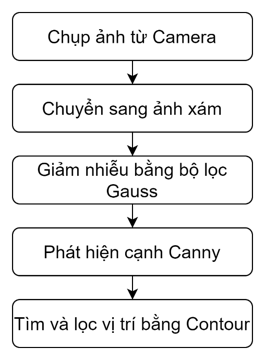 Chụp ảnh từ Camera
Chuyển sang ảnh xám
Giảm nhiễu bằng bộ lọc
Gauss
Phát hiện cạnh Canny
Tìm và lọc vị trí bằng Contour